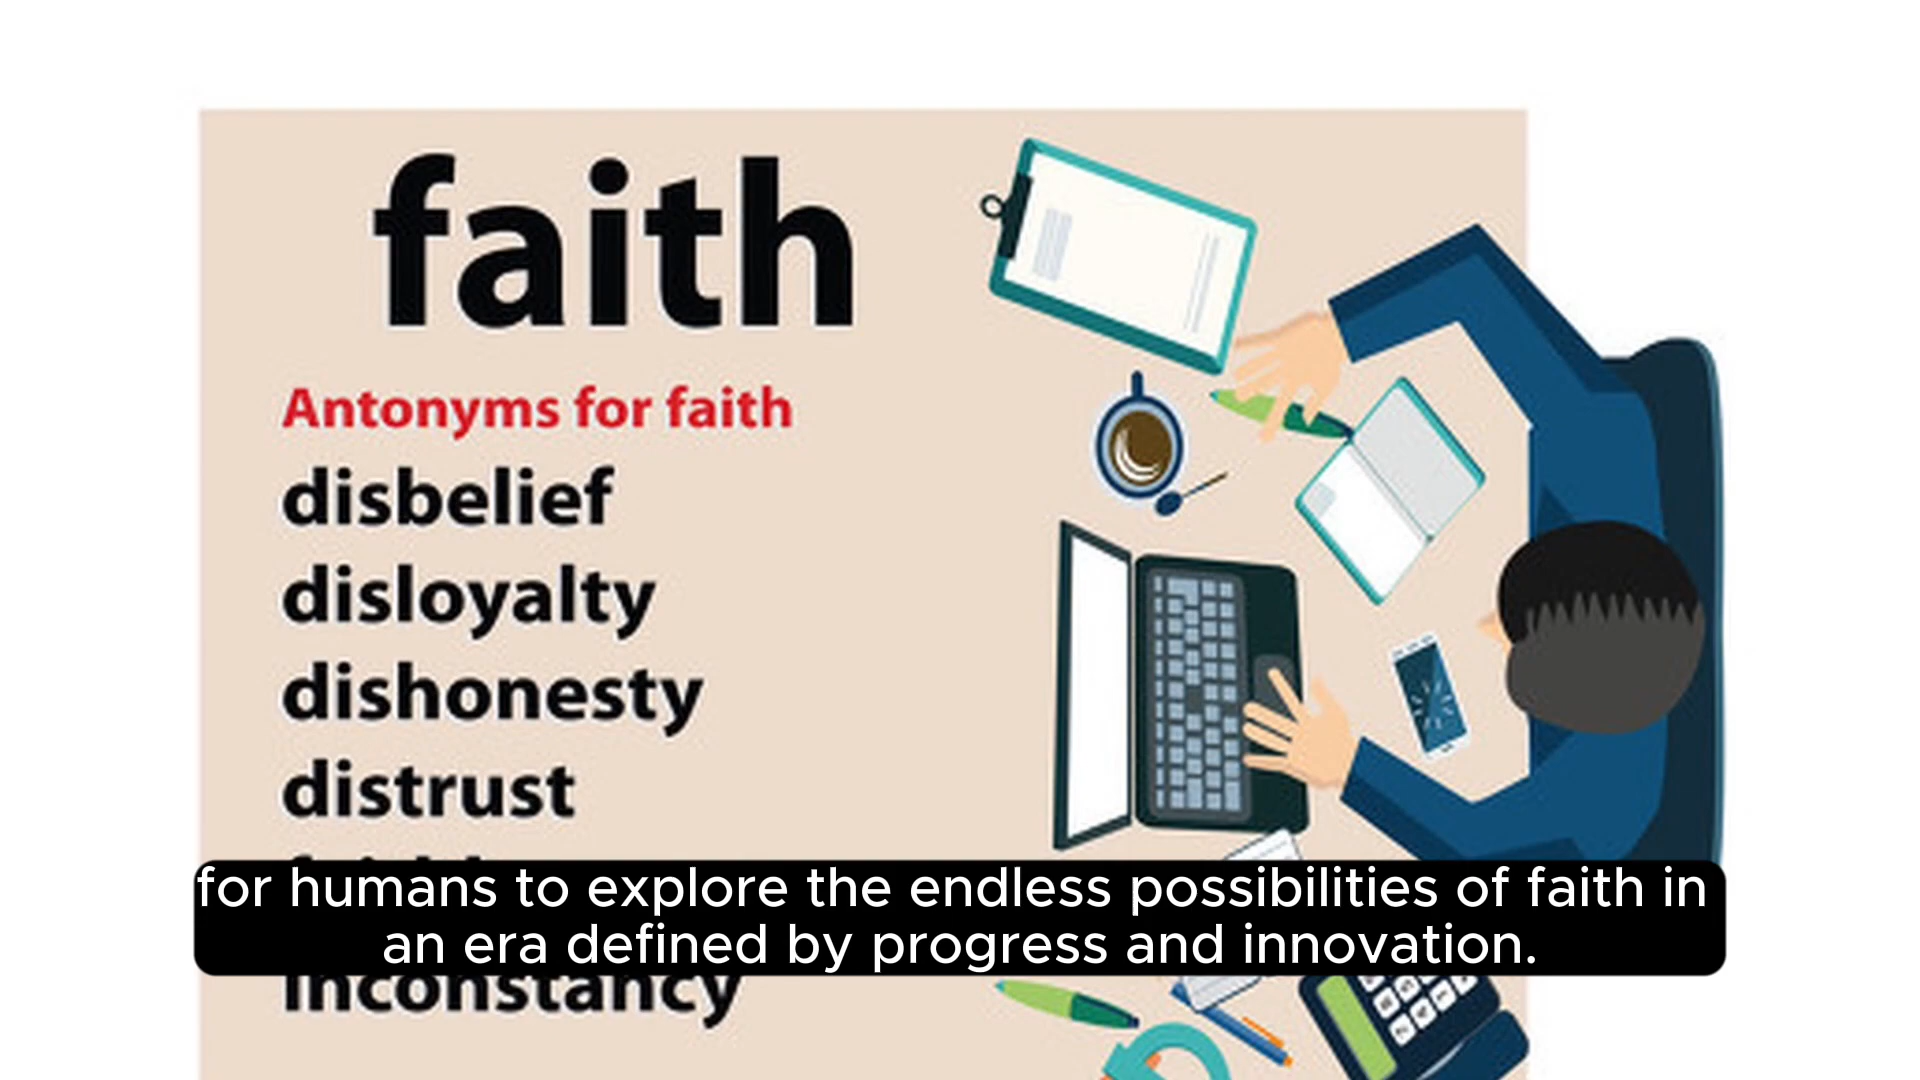 faith
Antonyms for faith
disbelief
disloyalty
dishonesty
distrust
for humans to explore the endless possibilities of faith in
an era defined by progress and innovation.
inconstancy